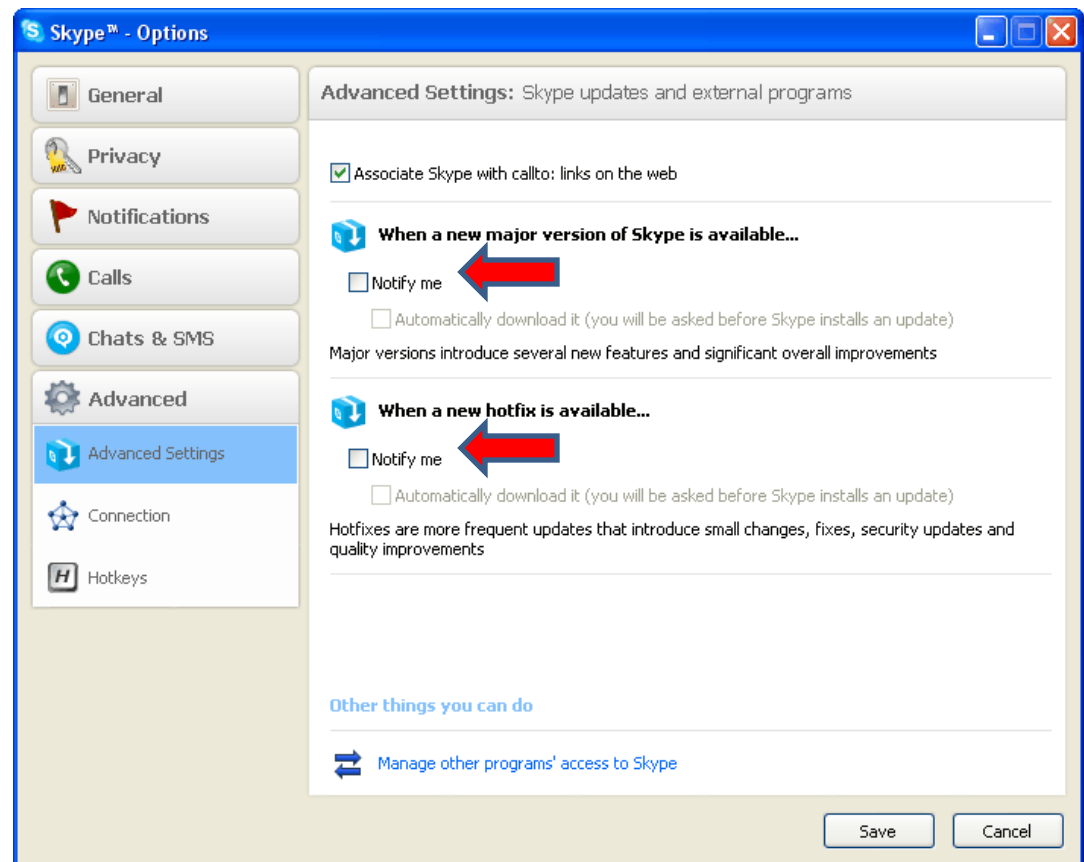 Skype™ - Options
General
Privacy
Notifications
Calls
Chats & SMS
Advanced
Advanced Settings
Connection
Hotkeys
Advanced Settings: Skype updates and external programs
Associate Skype with callto: links on the web
When a new major version of Skype is available...
Notify me
Automatically download it (you will be asked before Skype installs an update)
Major versions introduce several new features and significant overall improvements
When a new hotfix is available...
Notify me
Automatically download it (you will be asked before Skype installs an update)
Hotfixes are more frequent updates that introduce small changes, fixes, security updates and
quality improvements
Other things you can do
Manage other programs' access to Skype
Save
Cancel